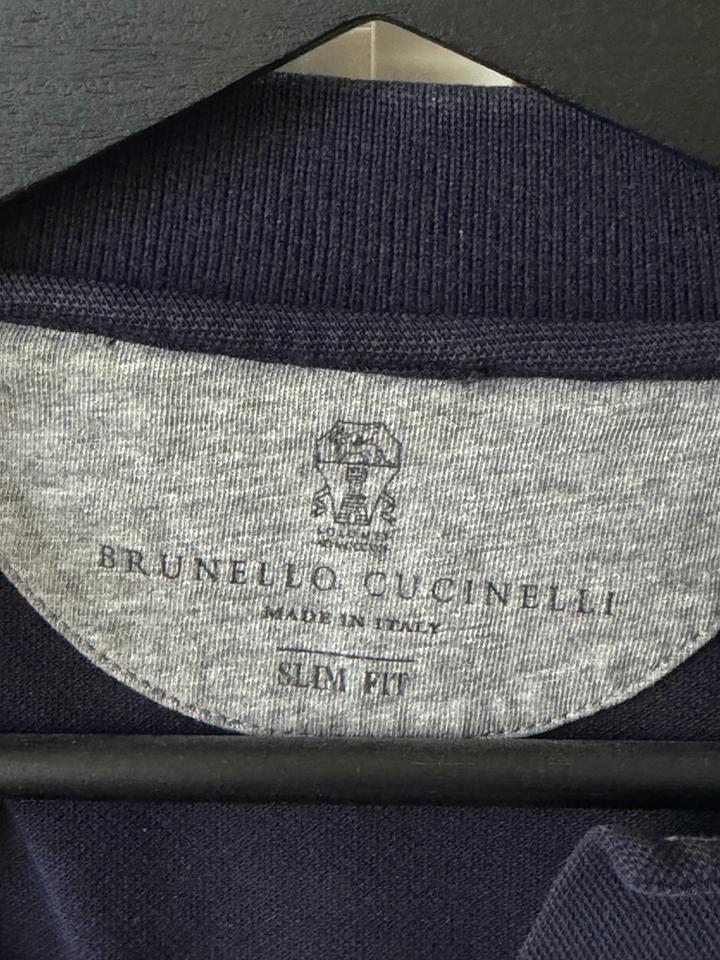 BRUNELLO CUCINELLI
MADE IN ITALY
SLIM FIT